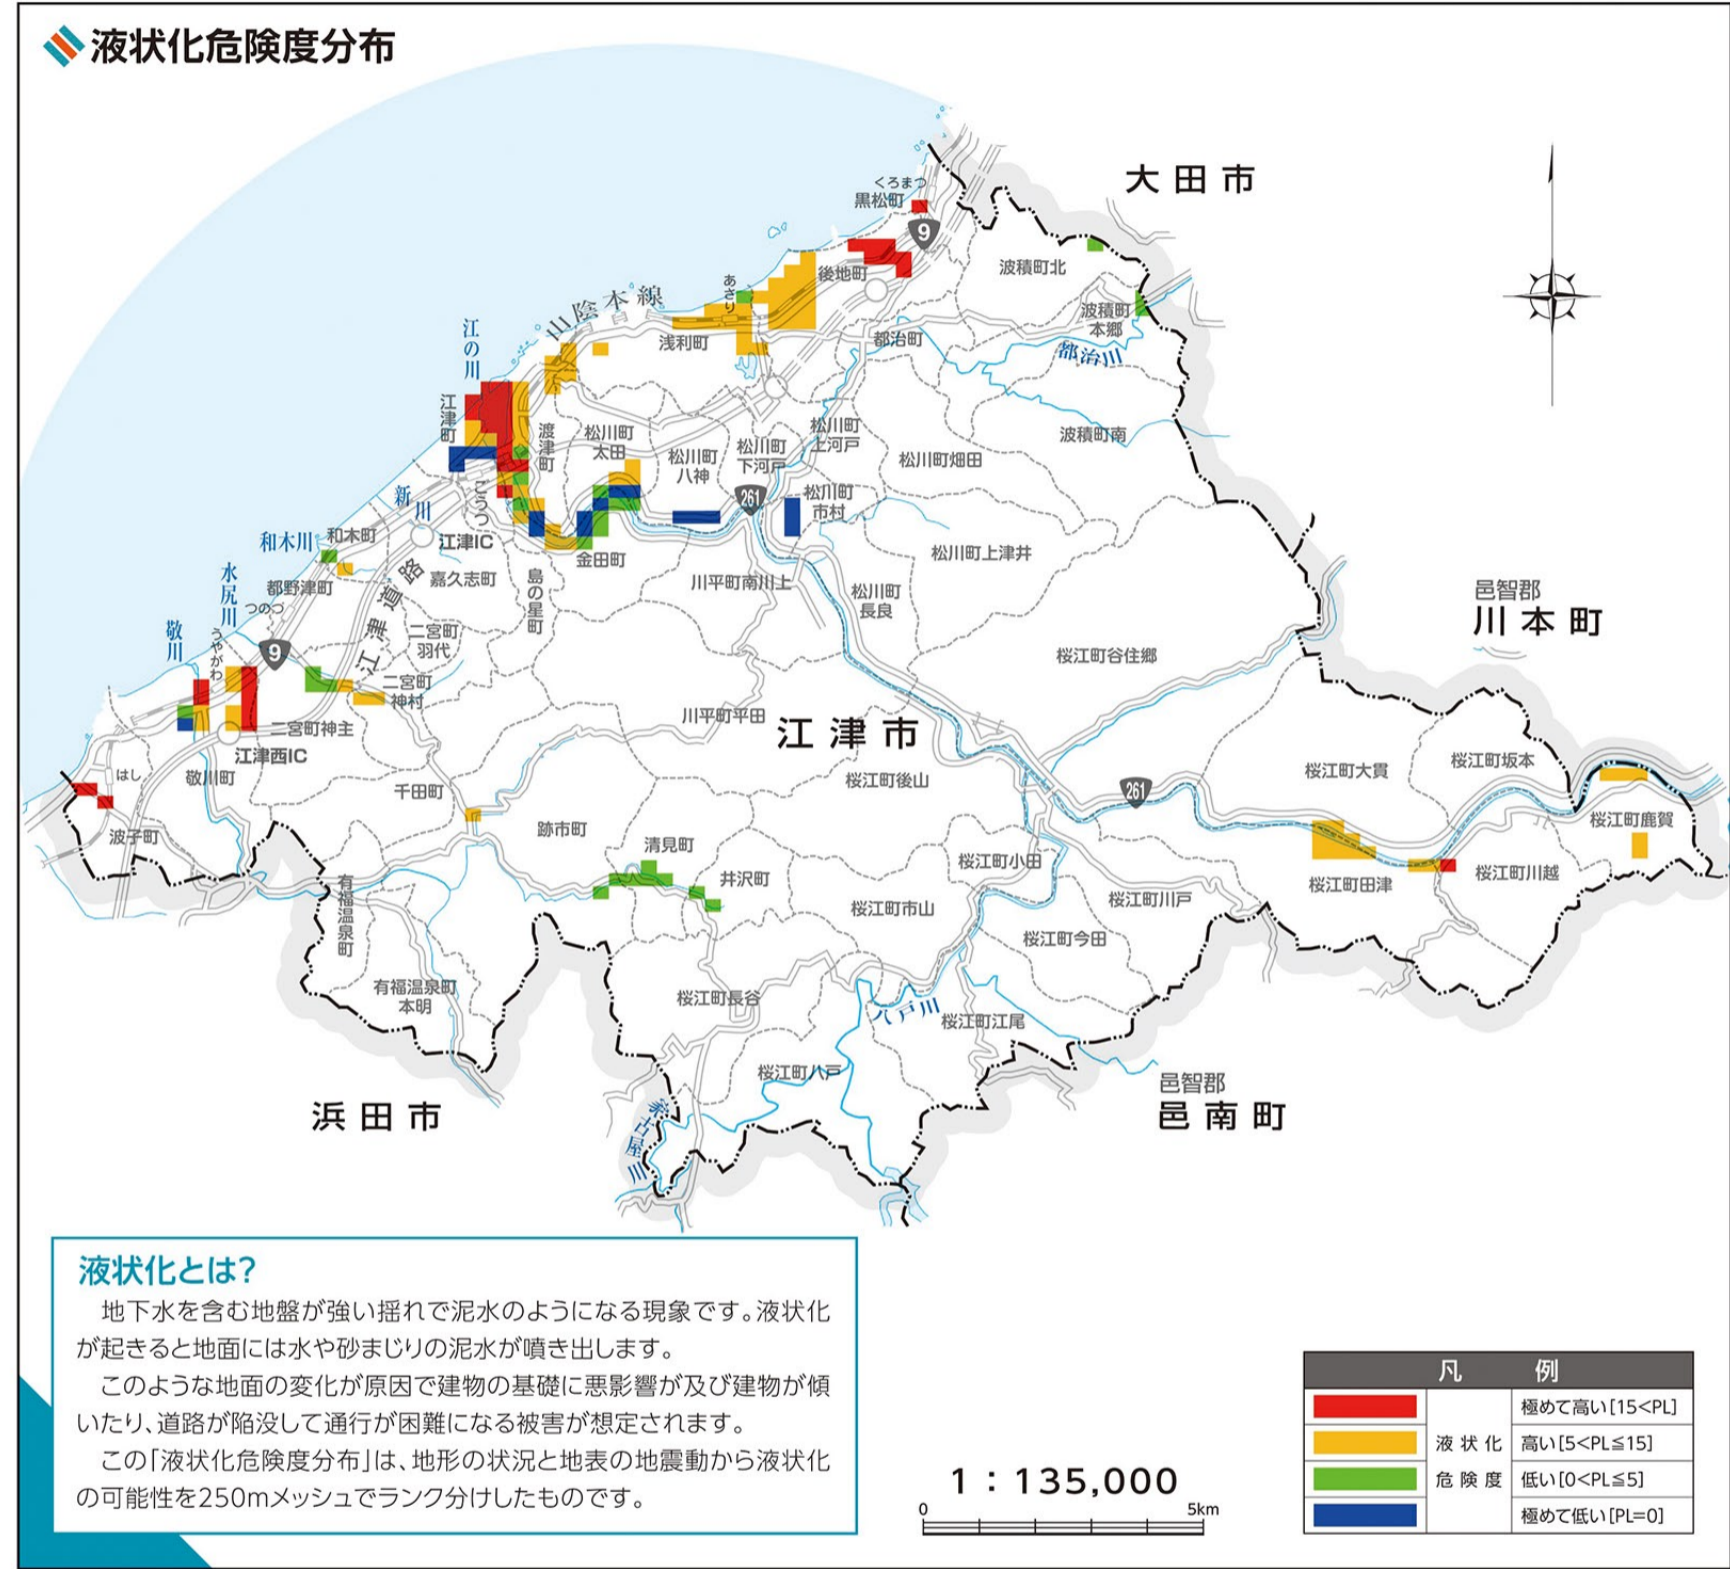 液状化危険度分布
大田市
くろまつ
黒松町
9
後地町
波積町北
あさり
山陰本線
波積町
本郷
浅利町
都治町
都治川
江の川
江津町
渡津町
松川町
太田
松川町
八神
松川町
下河戸
松川町
上河戸
波積町南
松川町畑田
261
松川町
市村
ごうつ
新川
和木川
和木町
江津IC
金田町
松川町上津井
水尻川
都野津町
つのづ
江津道路
嘉久志町
島の星町
川平町南川上
松川町
長良
邑智郡
川本町
敬川
うやがわ
9
二宮町
羽代
二宮町
神村
桜江町谷住郷
川平町平田
江津市
二宮町神主
江津西IC
はし
敬川町
千田町
桜江町後山
261
桜江町大貫
桜江町坂本
波子町
跡市町
清見町
井沢町
桜江町小田
桜江町鹿賀
桜江町川戸
桜江町田津
桜江町川越
有福温泉町
桜江町市山
桜江町今田
有福温泉町
本明
桜江町長谷
八戸川
桜江町江尾
桜江町八戸
浜田市
家古屋川
邑智郡
邑南町
液状化とは?
地下水を含む地盤が強い揺れで泥水のようになる現象です。液状化
が起きると地面には水や砂まじりの泥水が噴き出します。
このような地面の変化が原因で建物の基礎に悪影響が及び建物が傾
いたり、道路が陥没して通行が困難になる被害が想定されます。
この「液状化危険度分布」は、地形の状況と地表の地震動から液状化
の可能性を250mメッシュでランク分けしたものです。
1：135,000
0 5km
凡 例
液状化
危険度
極めて高い[15<PL]
高い[5<PL≦15]
低い[0<PL≦5]
極めて低い[PL=0]